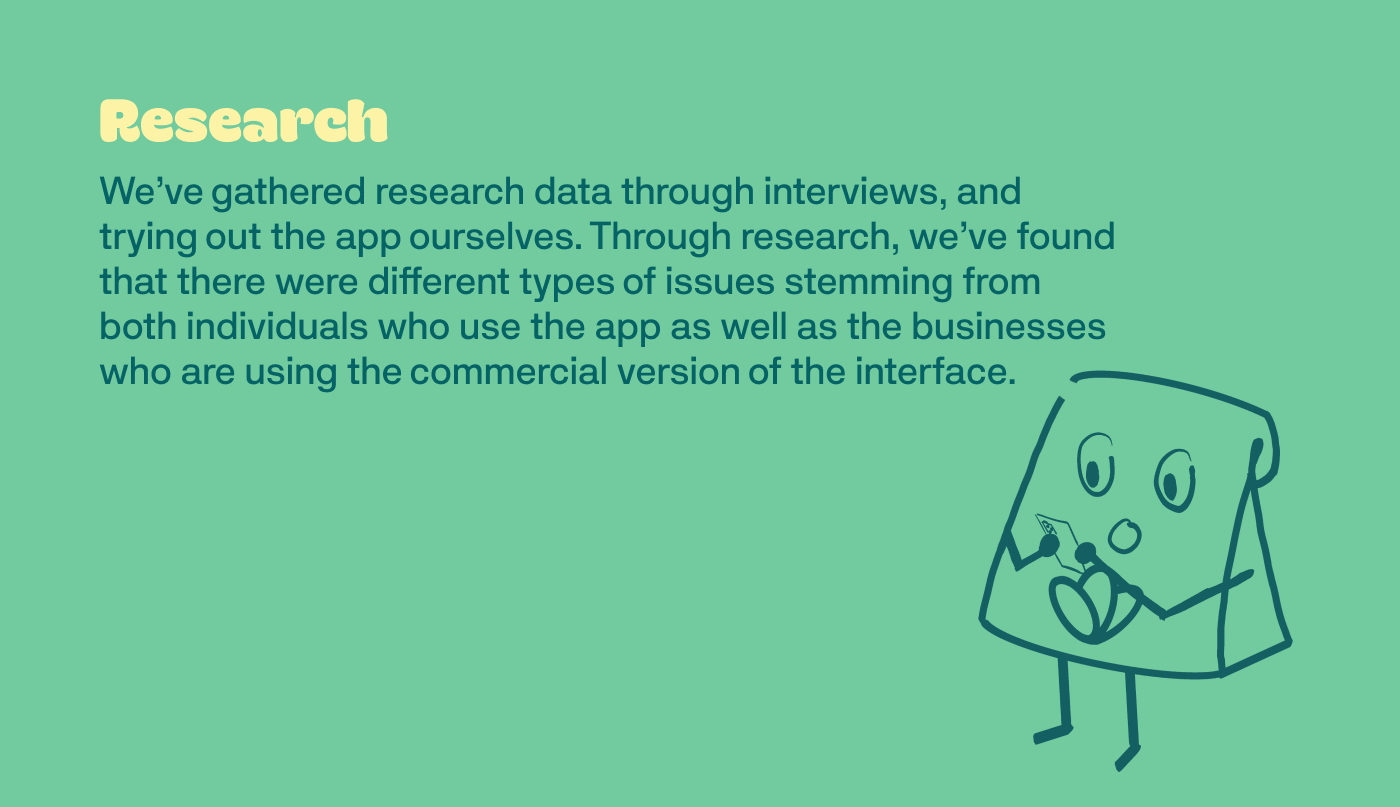 Research
We’ve gathered research data through interviews, and
trying out the app ourselves. Through research, we’ve found
that there were different types of issues stemming from
both individuals who use the app as well as the businesses
who are using the commercial version of the interface.